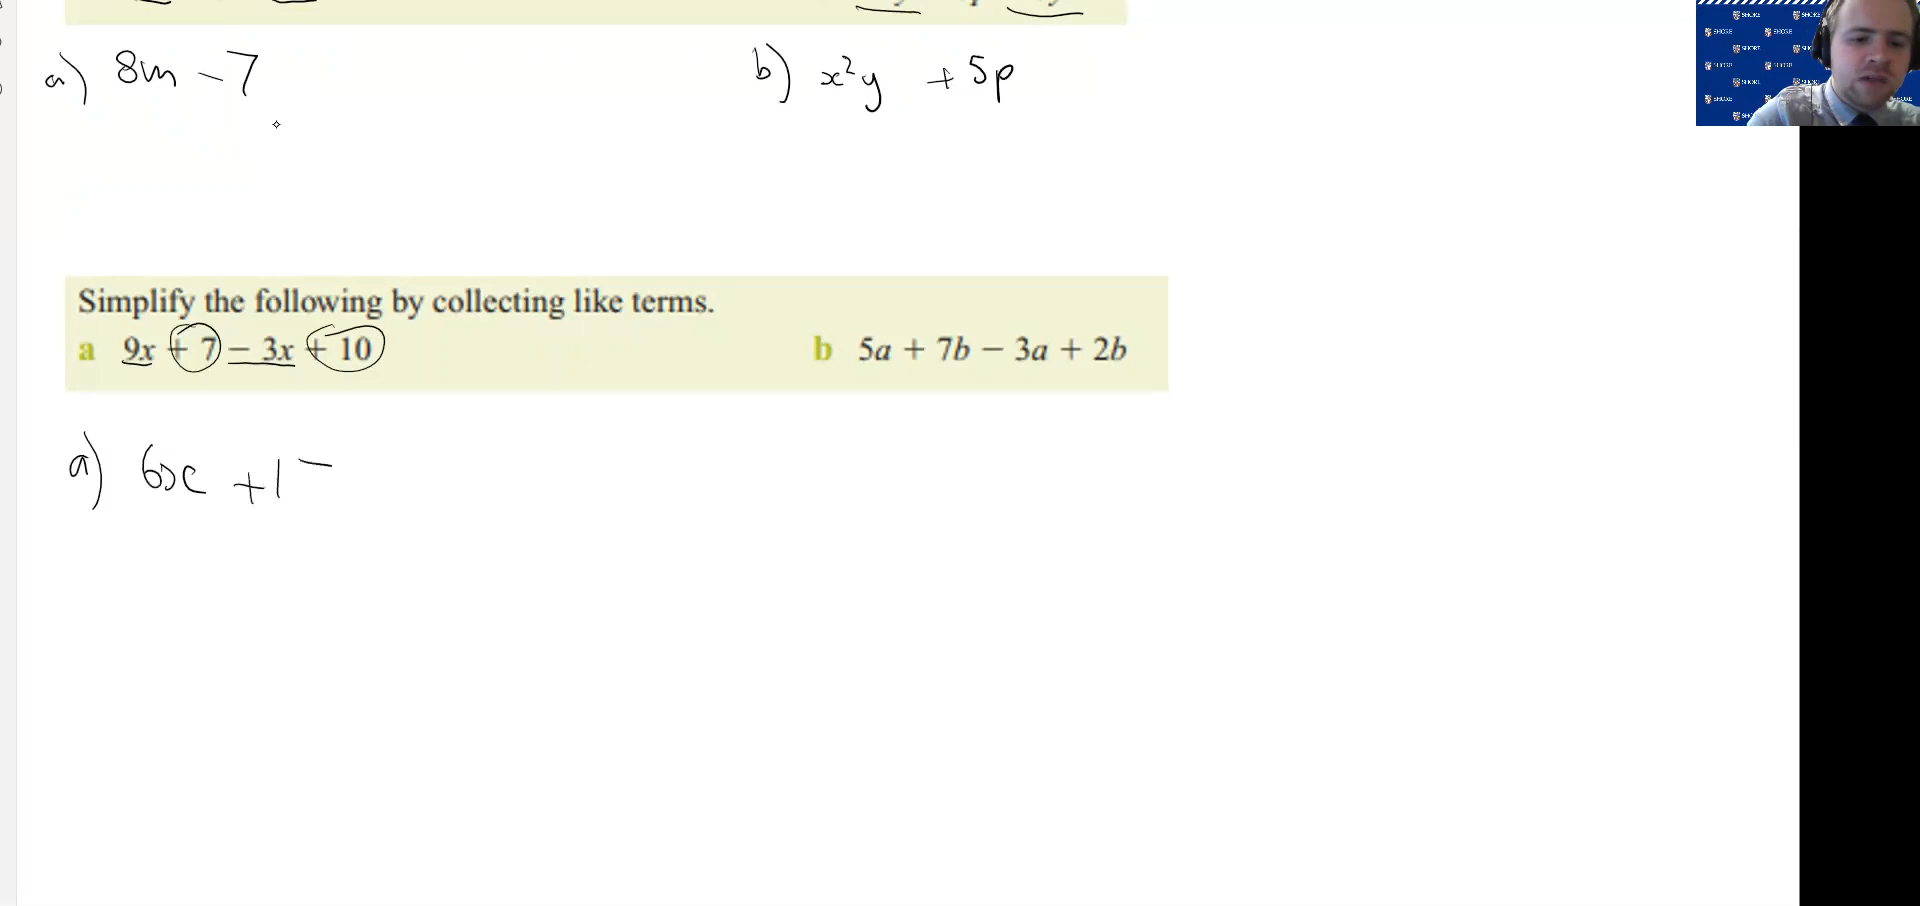 a) 8m - 7
b) x²y + 5p
SHORE
Simplify the following by collecting like terms.
a 9x + 7 - 3x + 10
b 5a + 7b - 3a + 2b
a) 6x + 1